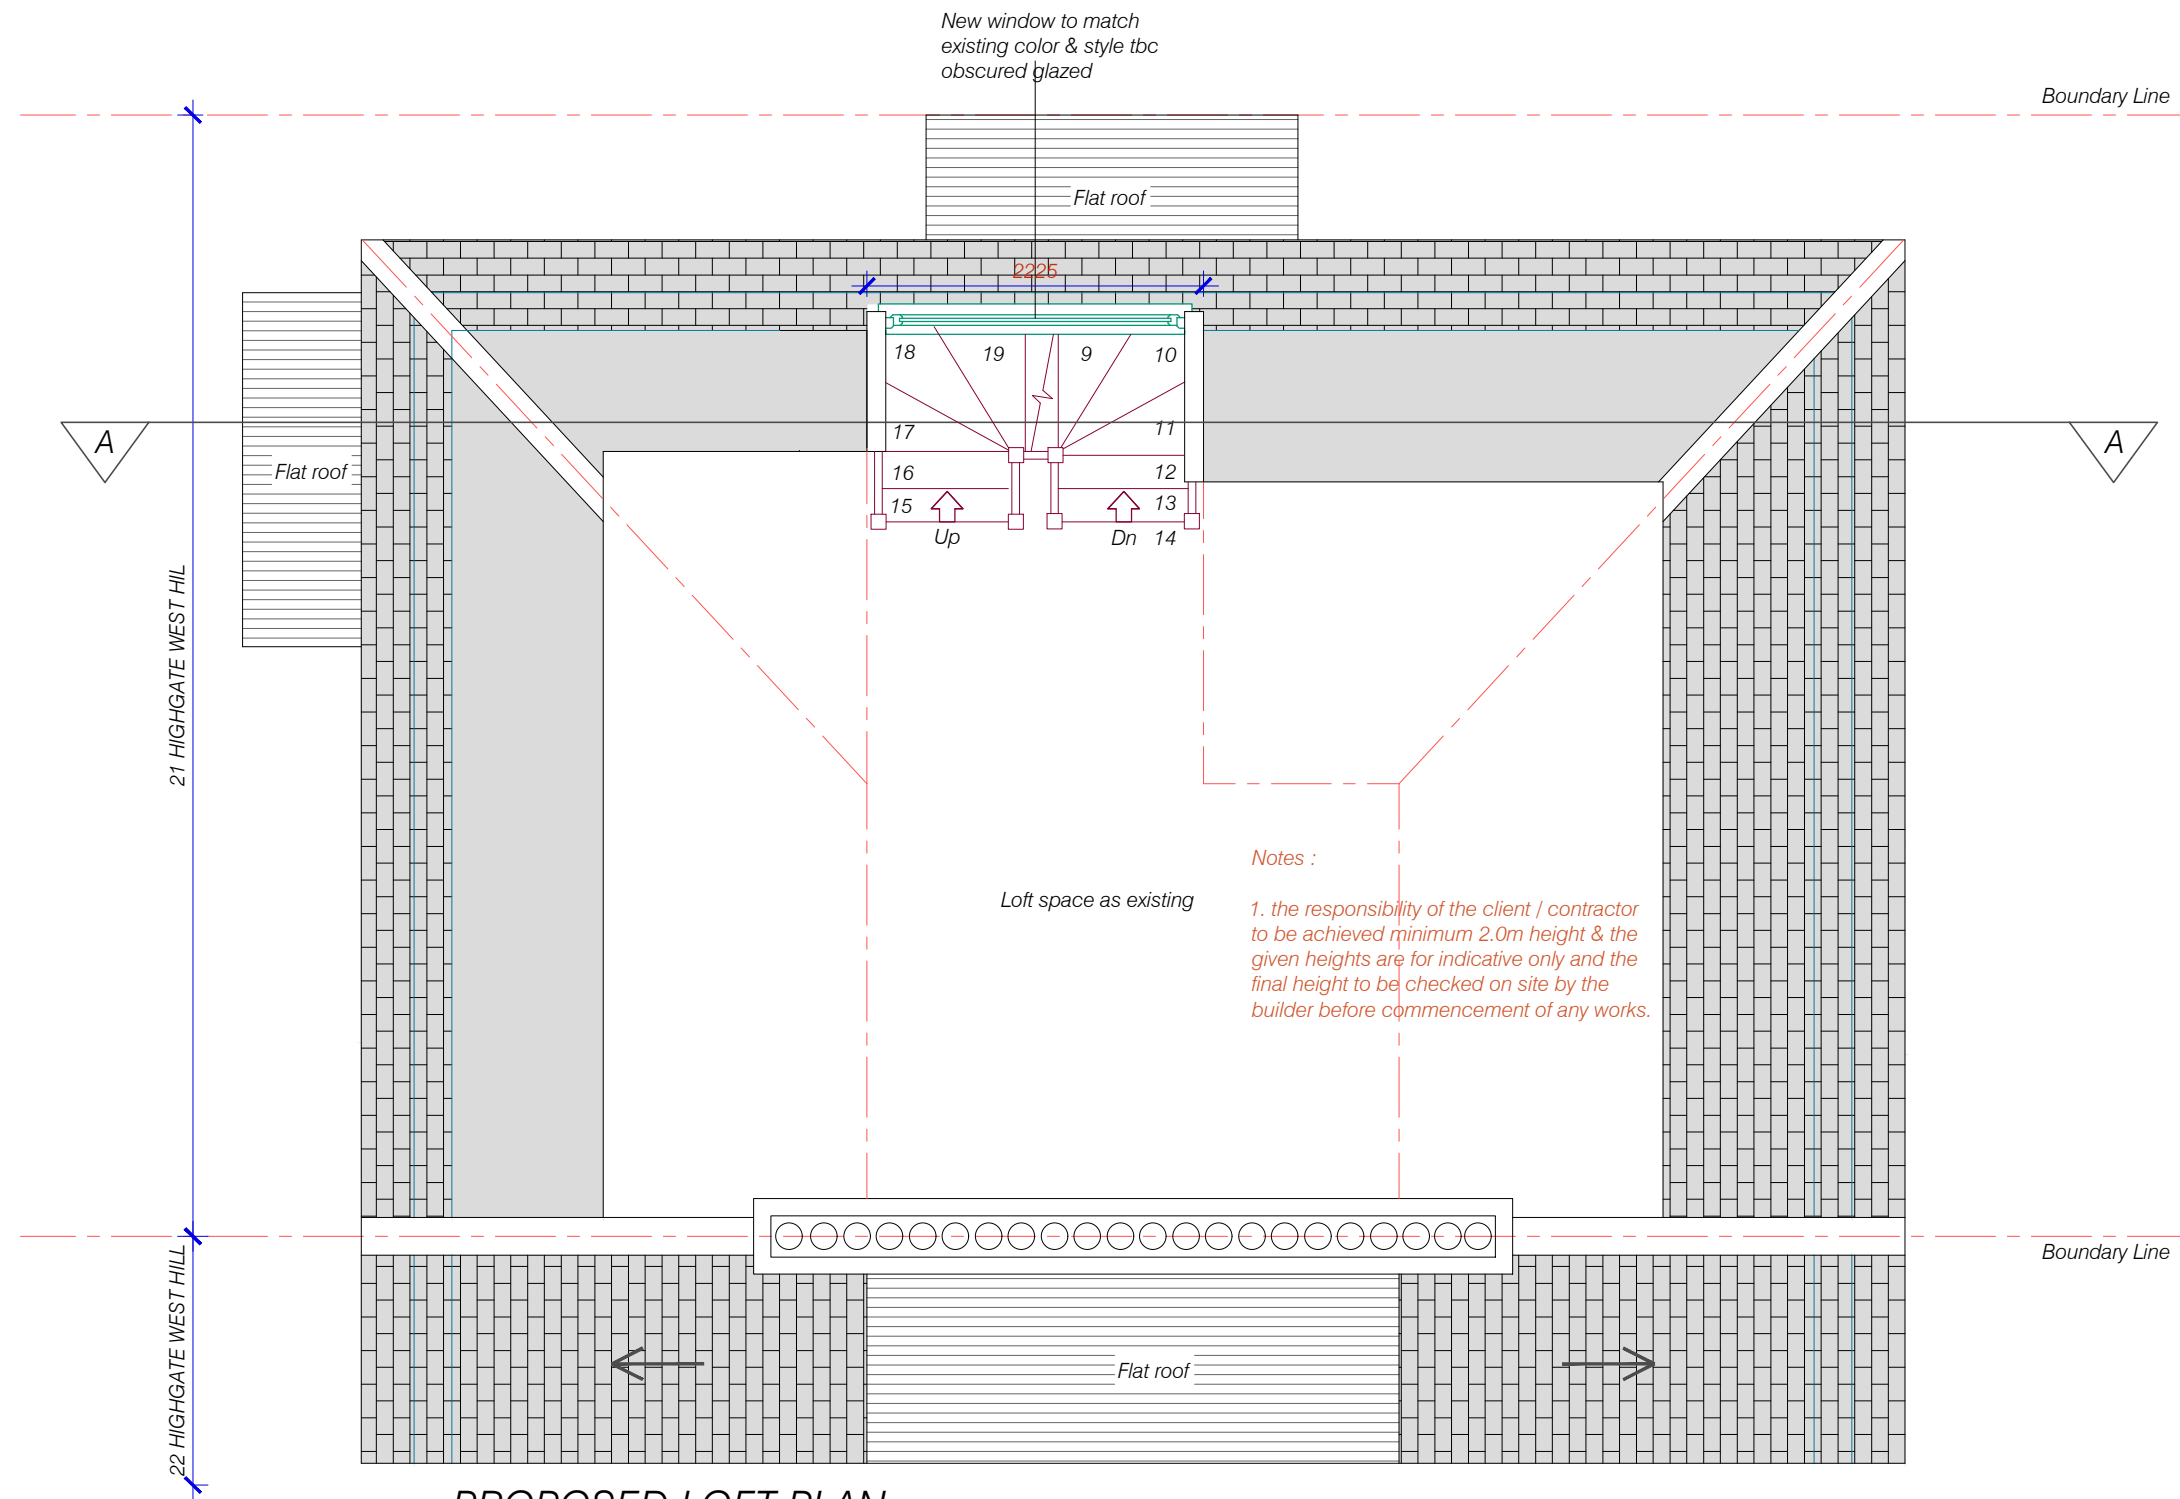 New window to match
existing color & style tbc
obscured glazed
Boundary Line
Flat roof
2225
18
19
9
10
17
11
16
12
15
13
Up
Dn
14
A
A
Flat roof
21 HIGHGATE WEST HIL
Notes :
Loft space as existing
1. the responsibility of the client / contractor
to be achieved minimum 2.0m height & the
given heights are for indicative only and the
final height to be checked on site by the
builder before commencement of any works.
Boundary Line
22 HIGHGATE WEST HILL
Flat roof
PROPOSED LOFT PLAN